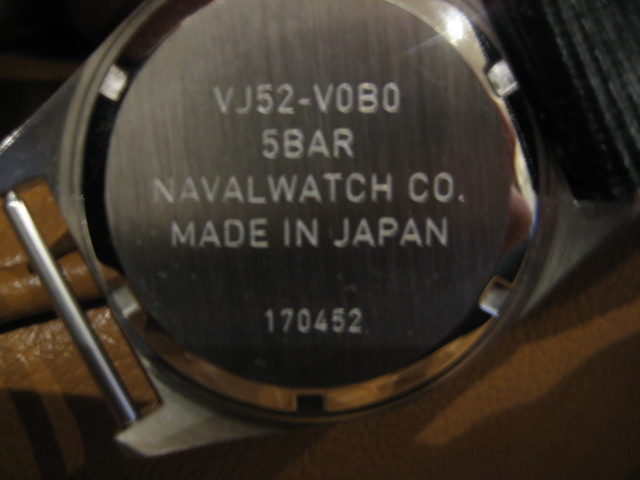 VJ52-V0B0
5BAR
NAVALWATCH CO.
MADE IN JAPAN
170452